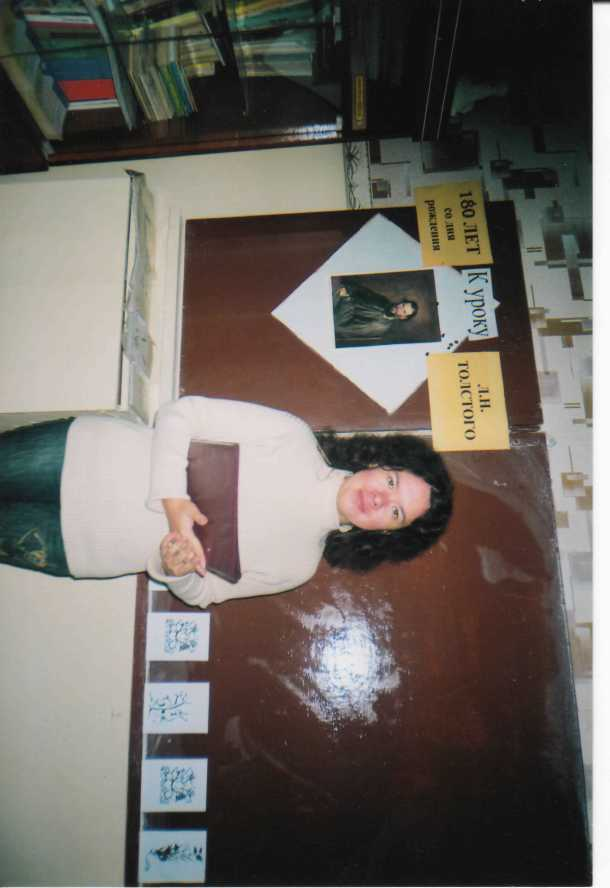 180 ЛЕТ
со дня
рождения
К уроку
Л.Н.
ТОЛСТОГО